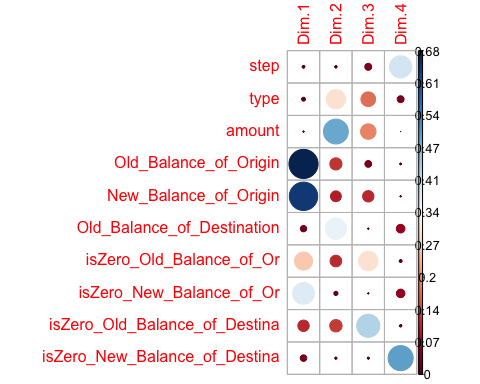 Dim.1 Dim.2 Dim.3 Dim.4
step
type
amount
Old_Balance_of_Origin
New_Balance_of_Origin
Old_Balance_of_Destination
isZero_Old_Balance_of_Or
isZero_New_Balance_of_Or
isZero_Old_Balance_of_Destina
isZero_New_Balance_of_Destina
0.68
0.61
0.54
0.47
0.41
0.34
0.27
0.2
0.14
0.07
0